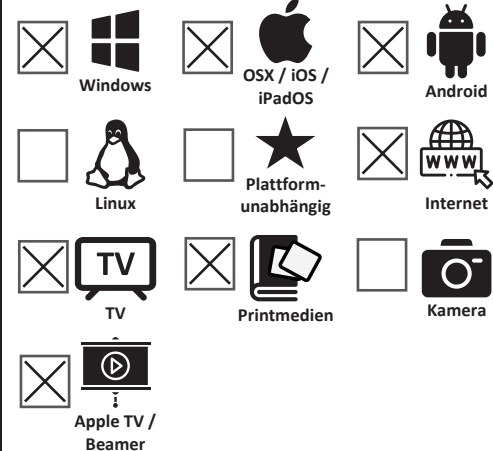 Windows
OSX / iOS /
iPadOS
Android
Linux
Plattform-
unabhängig
WWW
Internet
TV
TV
Printmedien
Kamera
Apple TV /
Beamer